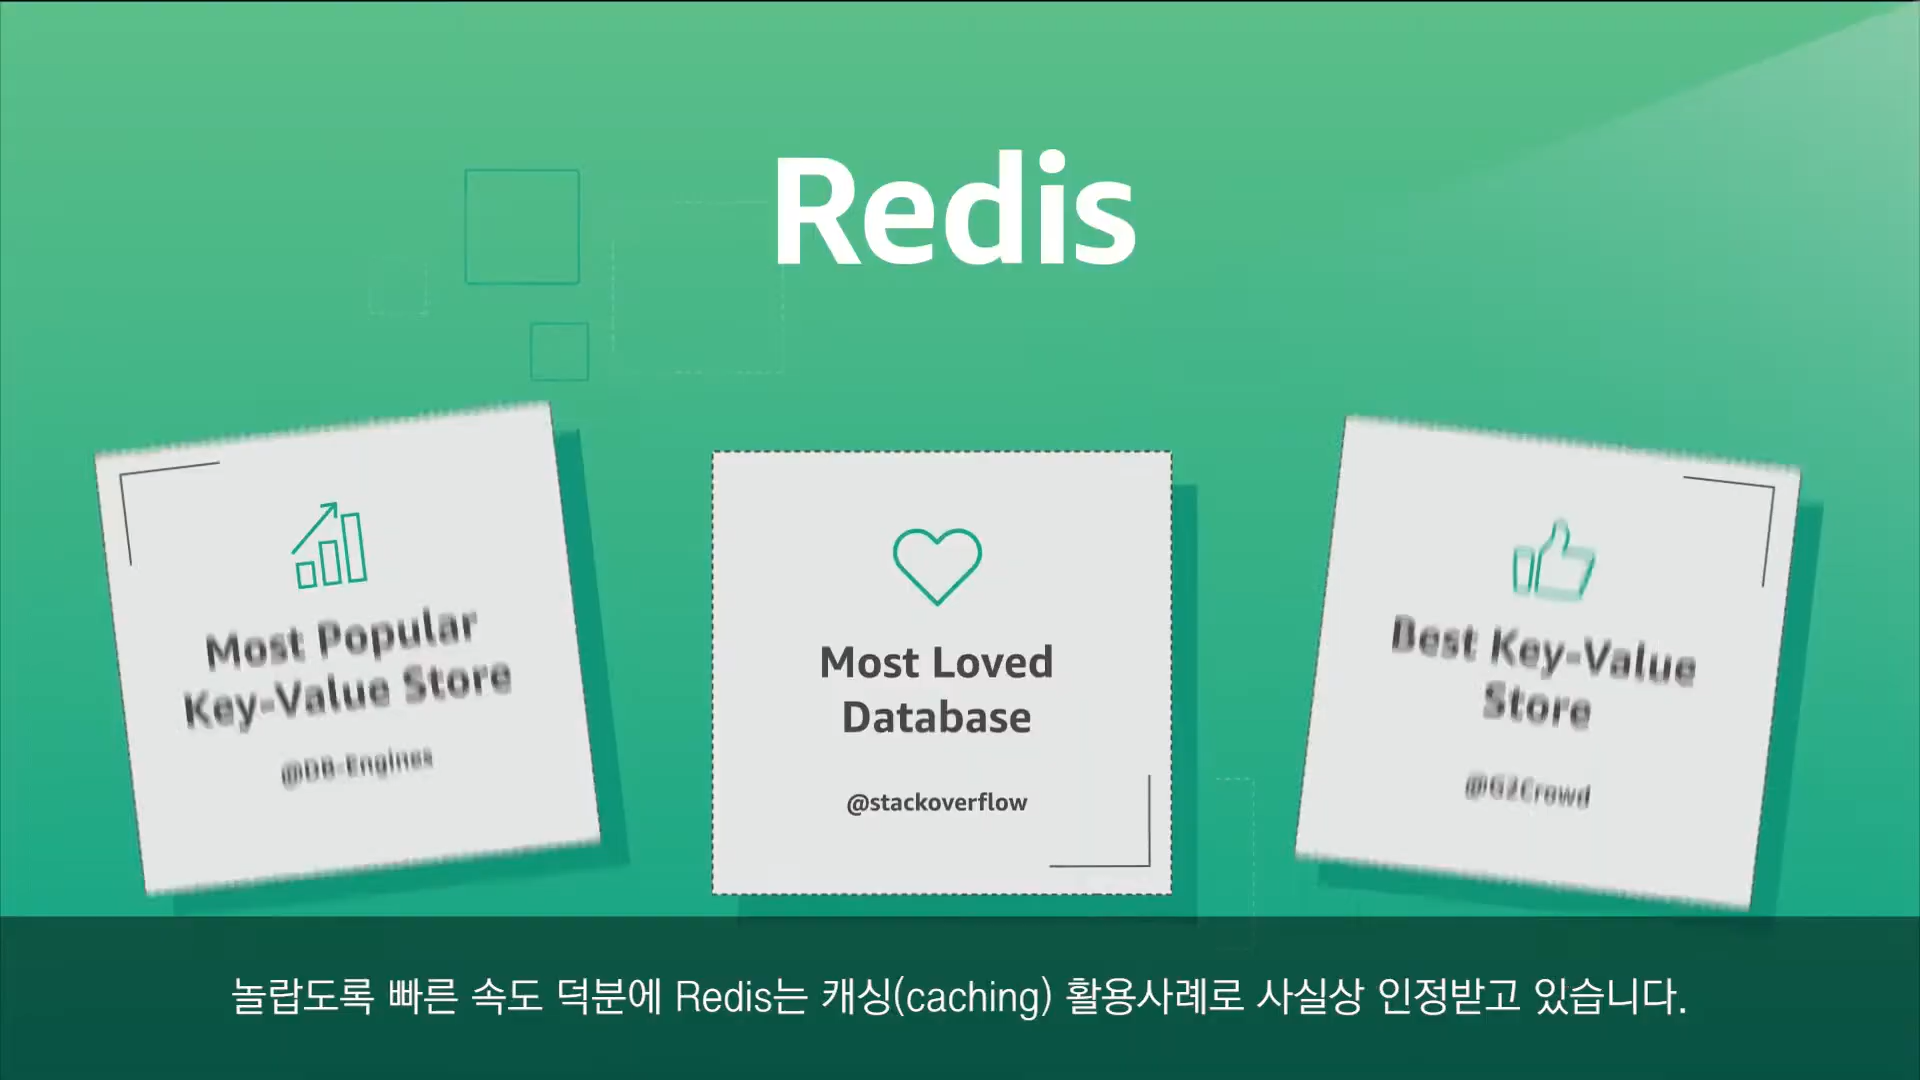 Redis
Most Popular
Key-Value Store
@DB-Engines
Most Loved
Database
@stackoverflow
Best Key-Value
Store
@G2Crowd
놀랍도록 빠른 속도 덕분에 Redis는 캐싱(caching) 활용사례로 사실상 인정받고 있습니다.